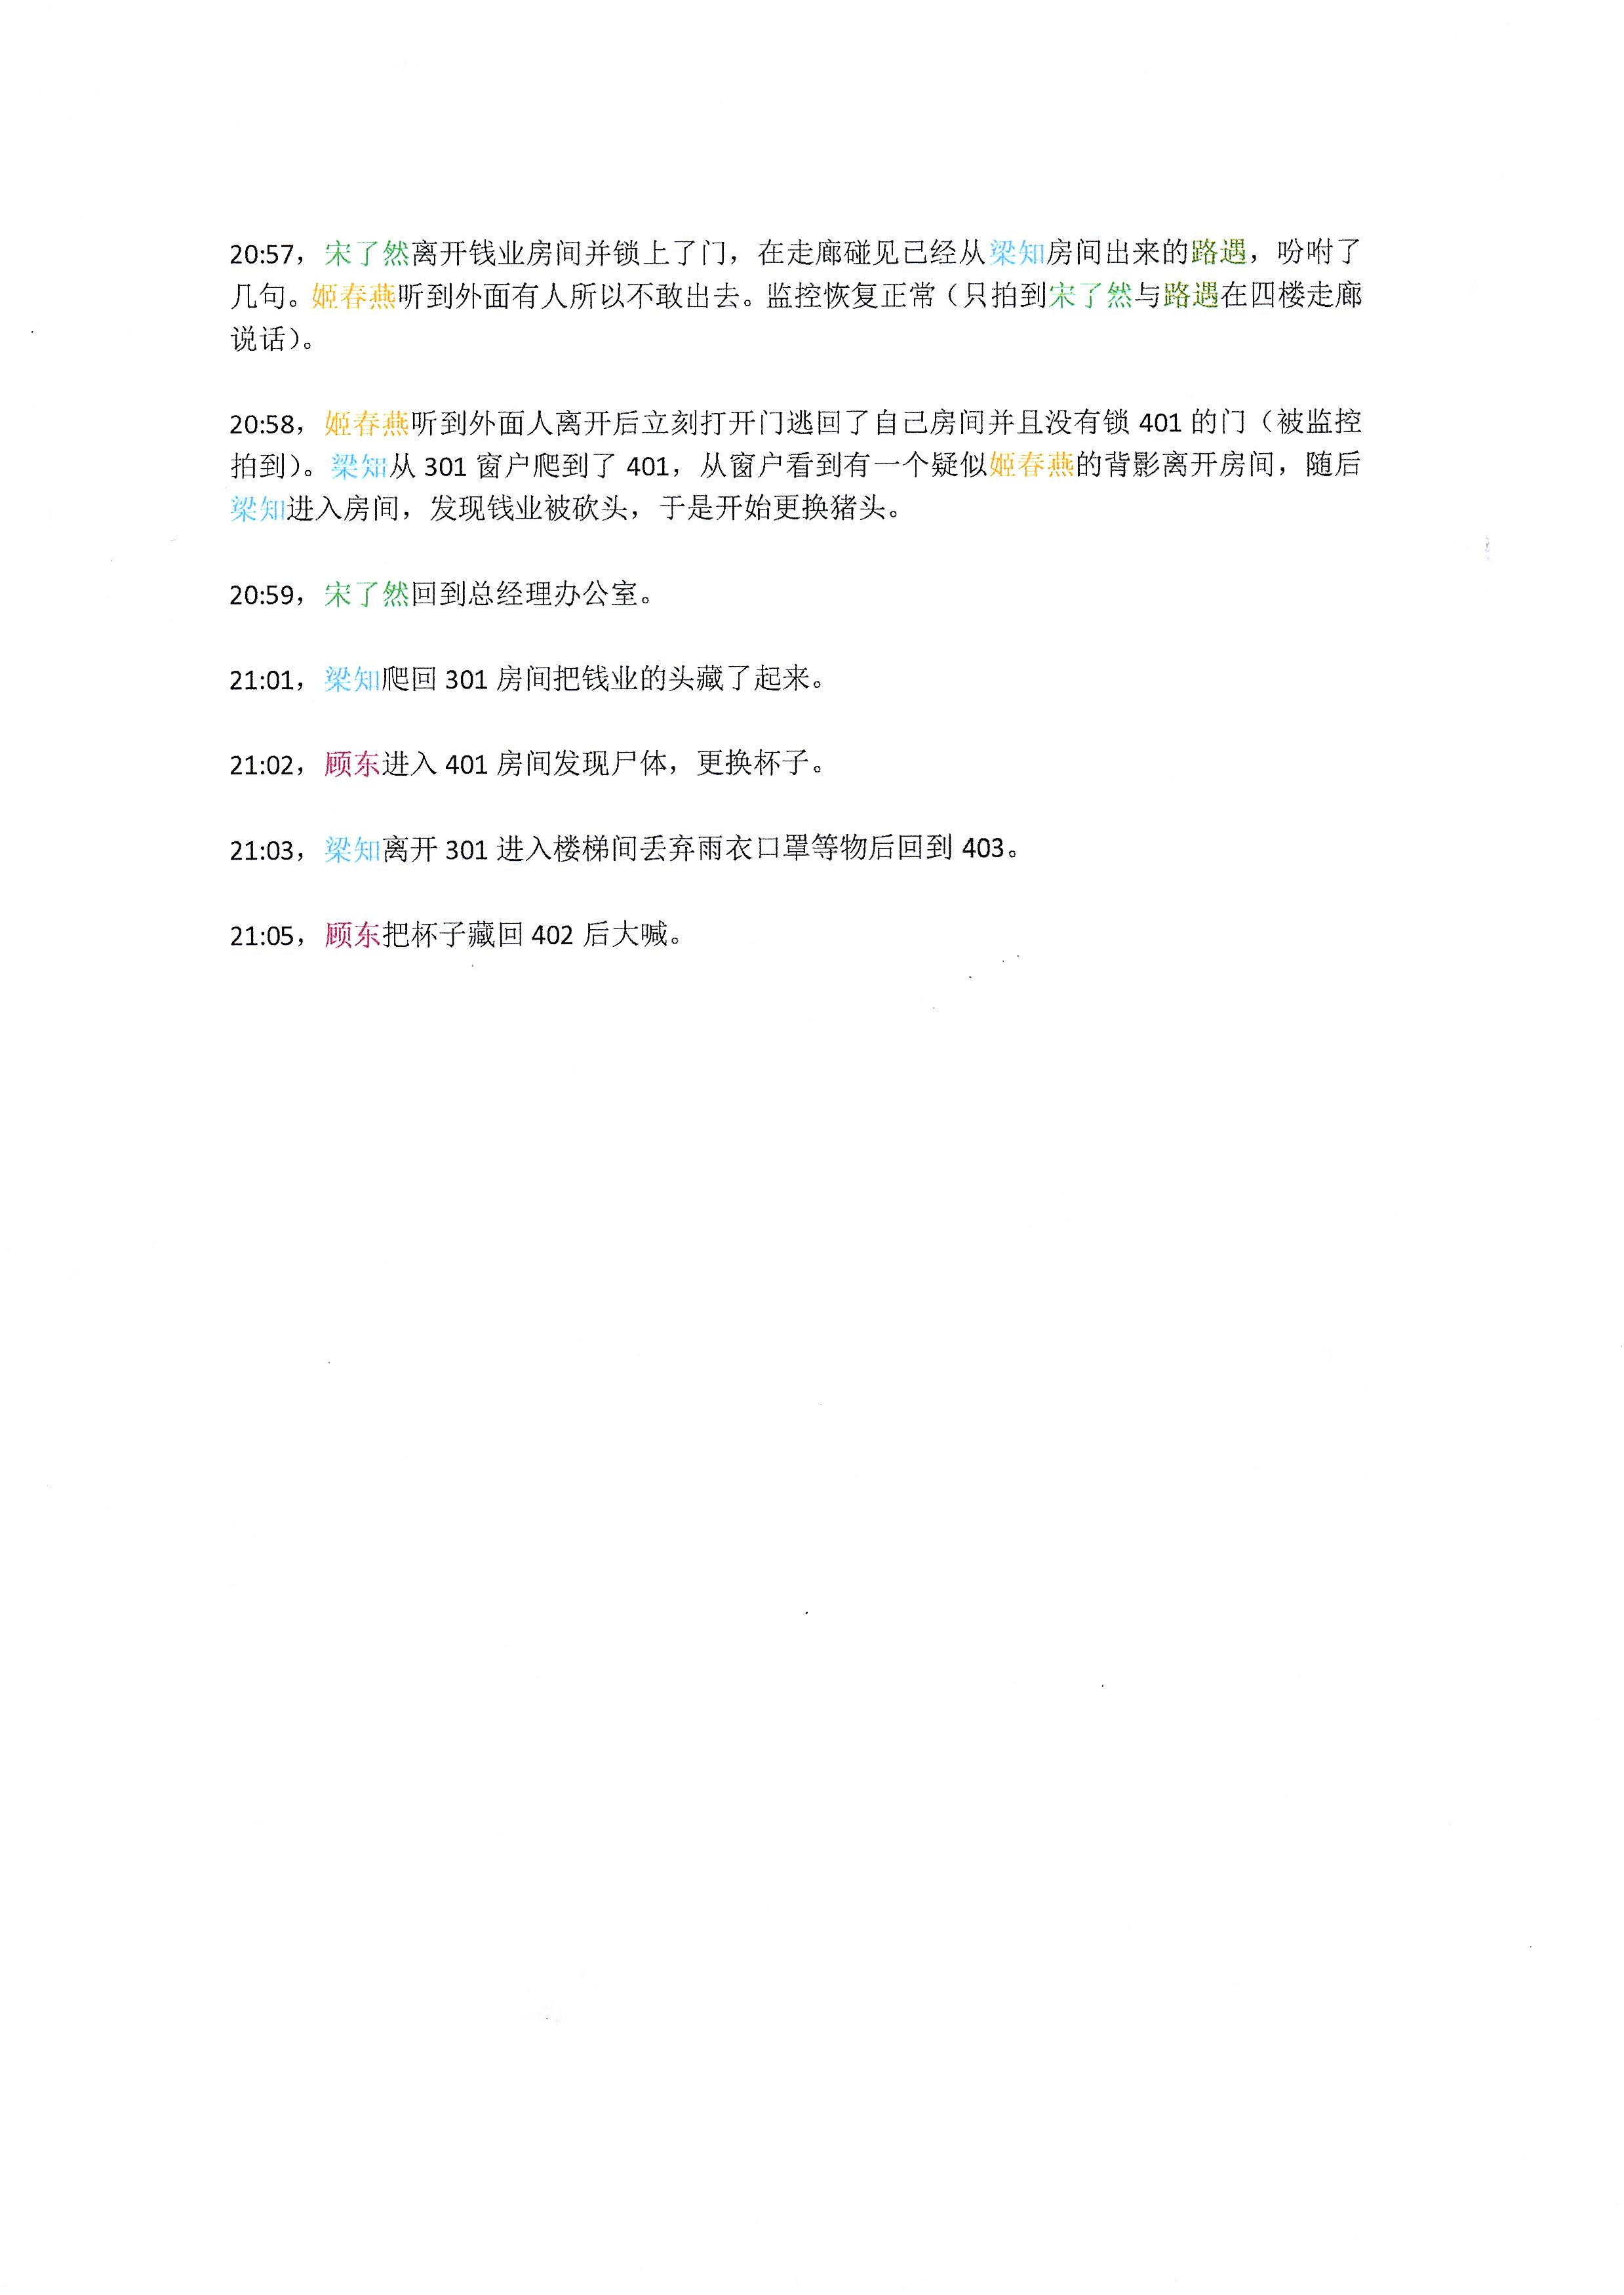 20:57，宋了然离开钱业房间并锁上了门，在走廊碰见已经从梁知房间出来的路遇，吩咐了
几句。姬春燕听到外面有人所以不敢出去。监控恢复正常（只拍到宋了然与路遇在四楼走廊
说话）。
20:58，姬春燕听到外面人离开后立刻打开门逃回了自己房间并且没有锁 401 的门（被监控
拍到）。梁知从 301 窗户爬到了 401，从窗户看到有一个疑似姬春燕的背影离开房间，随后
梁知进入房间，发现钱业被砍头，于是开始更换猪头。
20:59，宋了然回到总经理办公室。
21:01，梁知爬回 301 房间把钱业的头藏了起来。
21:02，顾东进入 401 房间发现尸体，更换杯子。
21:03，梁知离开 301 进入楼梯间丢弃雨衣口罩等物后回到 403。
21:05，顾东把杯子藏回 402 后大喊。